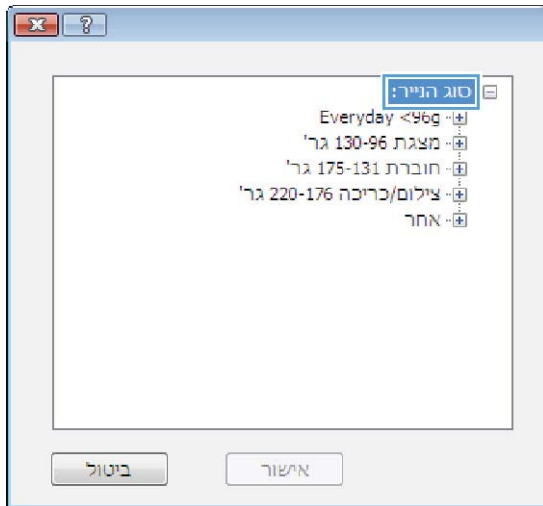 סוג הנייר:
Everyday <96g
מצגת 130-96 גר'
חוברת 175-131 גר'
צילום/כריכה 220-176 גר'
אחר
אישור
ביטול